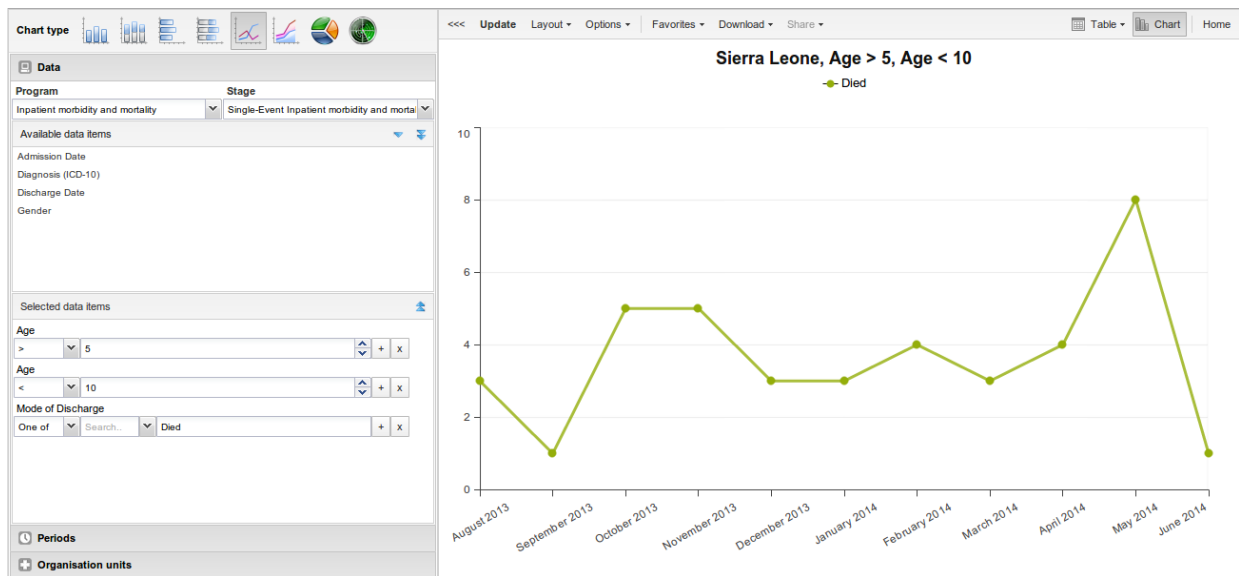 Chart type
Data
Program Stage
Inpatient morbidity and mortality Single-Event Inpatient morbidity and morta
Available data items
Admission Date
Diagnosis (ICD-10)
Discharge Date
Gender
Selected data items
Age
> 5 + x
Age
< 10 + x
Mode of Discharge
One of Search.. Died + x
Periods
Organisation units
<<< Update Layout Options Favorites Download Share Table Chart Home
Sierra Leone, Age > 5, Age < 10
Died
10
8
6
4
2
0
August 2013 September 2013 October 2013 November 2013 December 2013 January 2014 February 2014 March 2014 April 2014 May 2014 June 2014